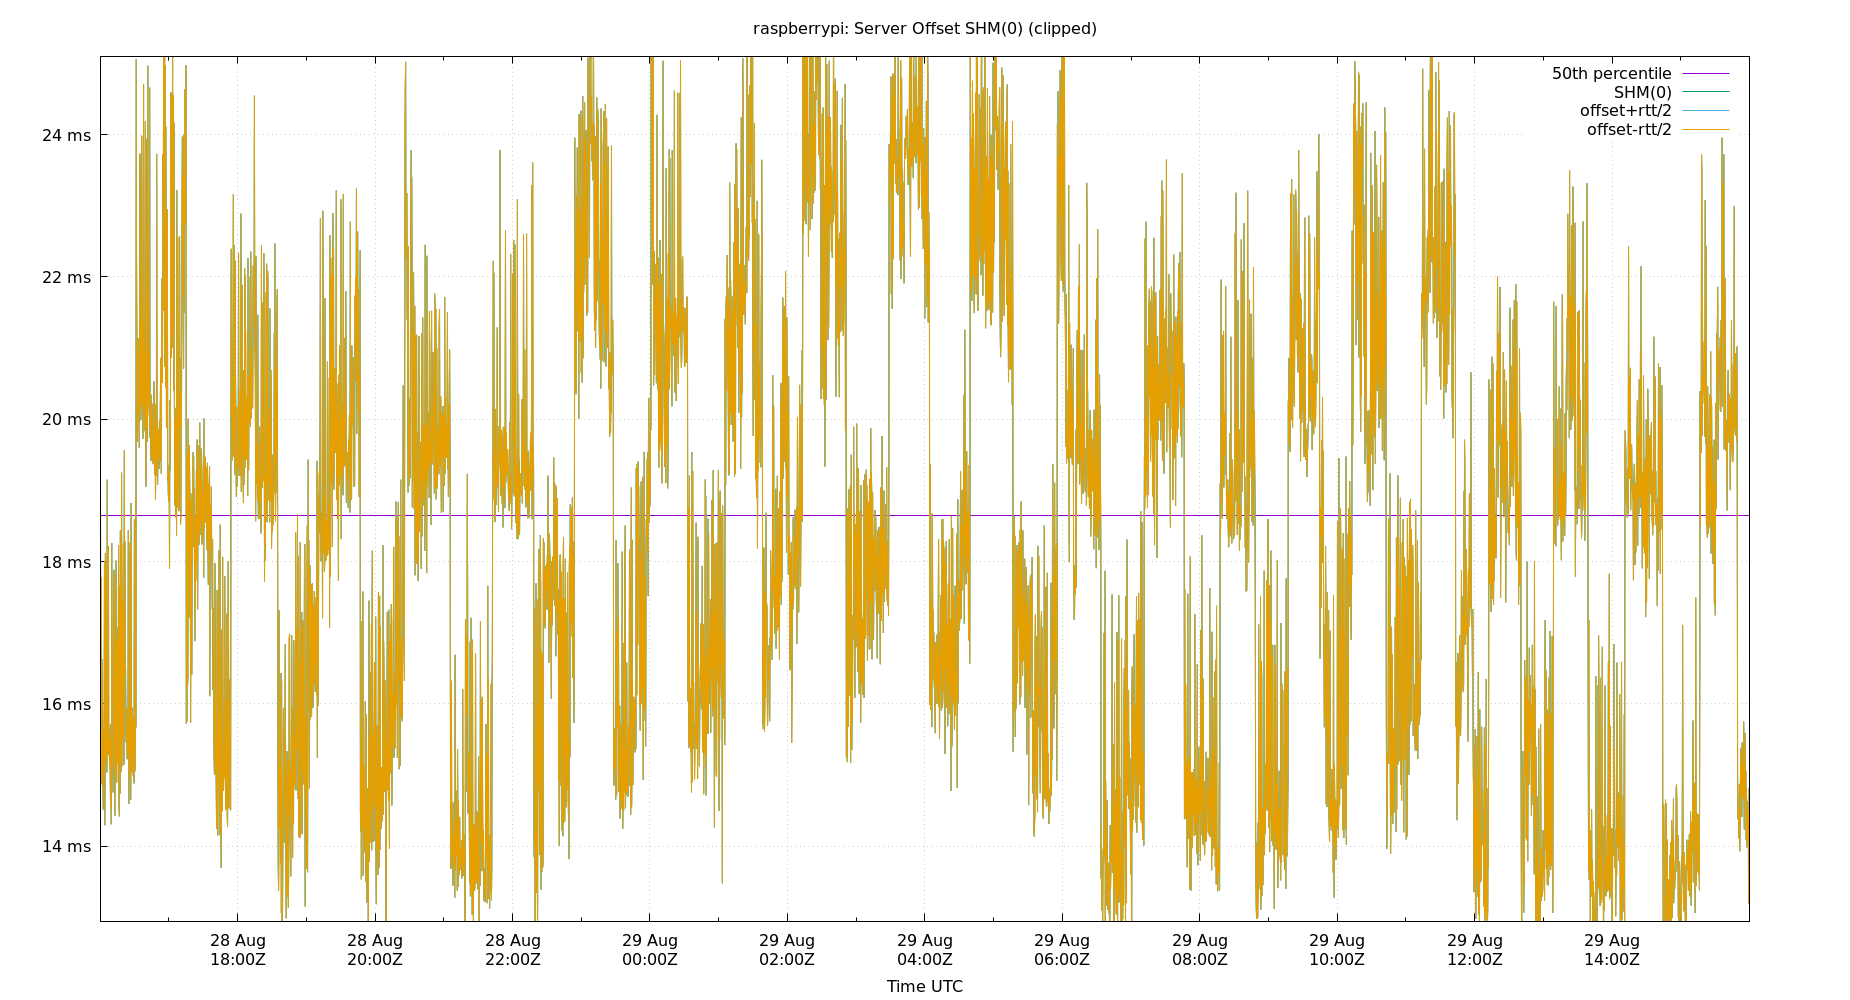 raspberrypi: Server Offset SHM(0) (clipped)
50th percentile
SHM(0)
offset+rtt/2
offset-rtt/2
24 ms
22 ms
20 ms
18 ms
16 ms
14 ms
28 Aug 28 Aug 28 Aug 29 Aug 29 Aug 29 Aug 29 Aug 29 Aug 29 Aug 29 Aug 29 Aug
18:00Z 20:00Z 22:00Z 00:00Z 02:00Z 04:00Z 06:00Z 08:00Z 10:00Z 12:00Z 14:00Z
Time UTC